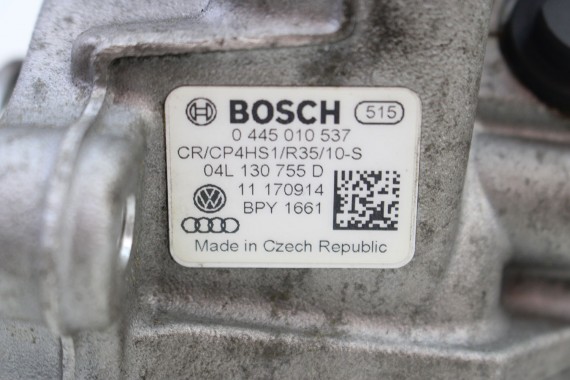 BOSCH 515
0 445 010 537
CR/CP4HS1/R35/10-S
04L 130 755 D
11 170914
BPY 1661
Made in Czech Republic